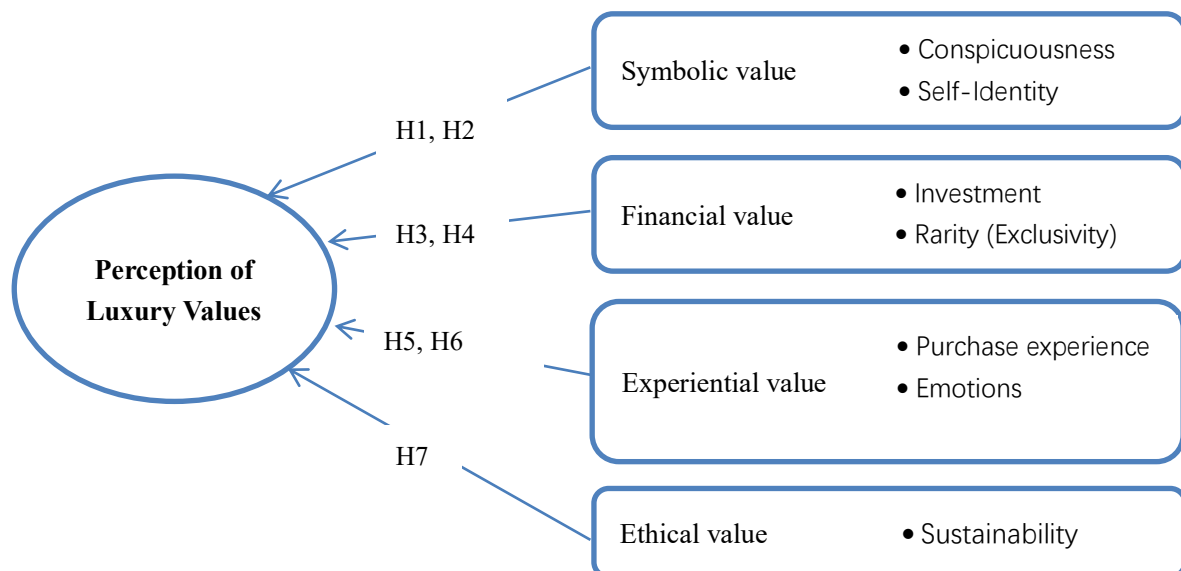 Symbolic value
• Conspicuousness
• Self-Identity
H1, H2
Financial value
• Investment
• Rarity (Exclusivity)
H3, H4
Perception of
Luxury Values
H5, H6
Experiential value
• Purchase experience
• Emotions
H7
Ethical value
• Sustainability